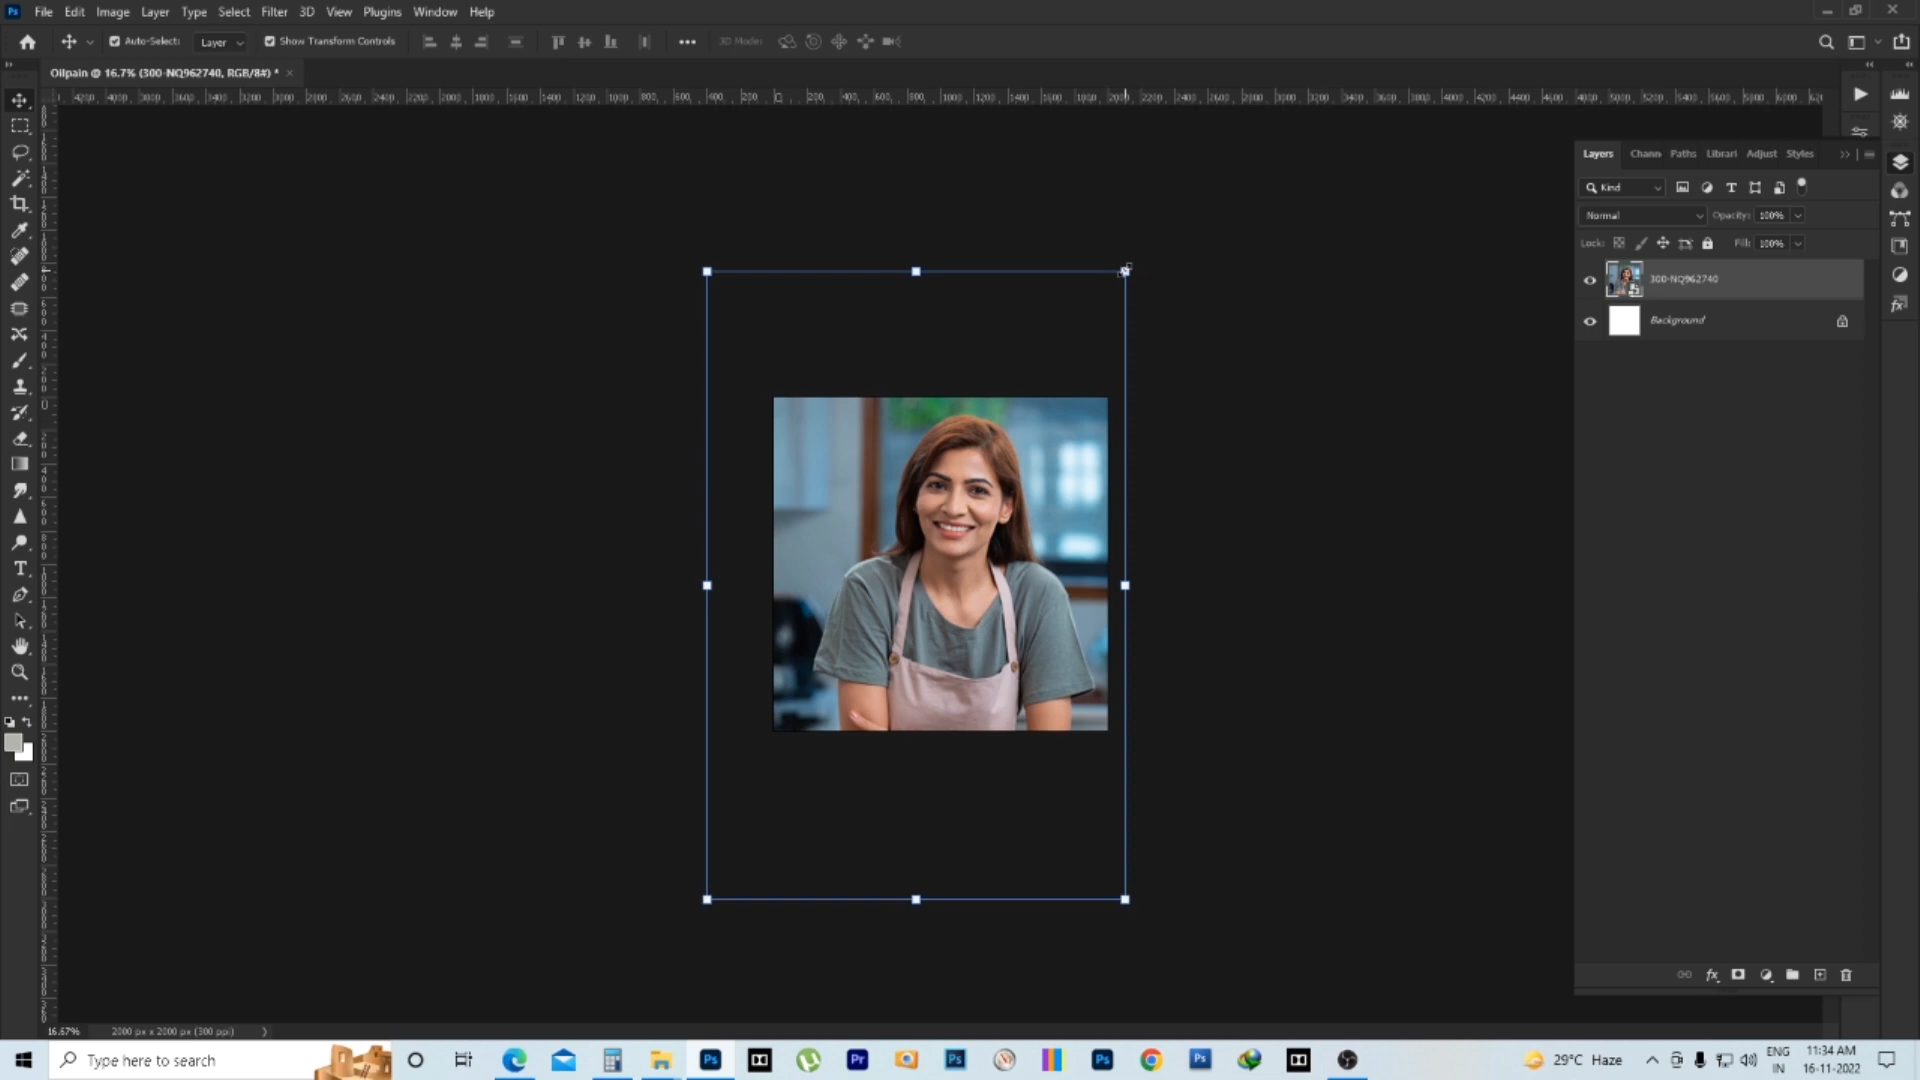 Ps File Edit Image Layer Type Select Filter 3D View Plugins Window Help
Auto-Select: Layer Show Transform Controls 3D Mode:
Oilpain @ 16.7% (300-NQ962740, RGB/8#) *
Layers Chann Paths Librari Adjust Styles
Kind
Normal Opacity: 100%
Lock: Fill: 100%
300-NQ962740
Background
16.67% 2000 px x 2000 px (300 ppi)
Type here to search
29°C Haze
ENG
IN
11:34 AM
16-11-2022